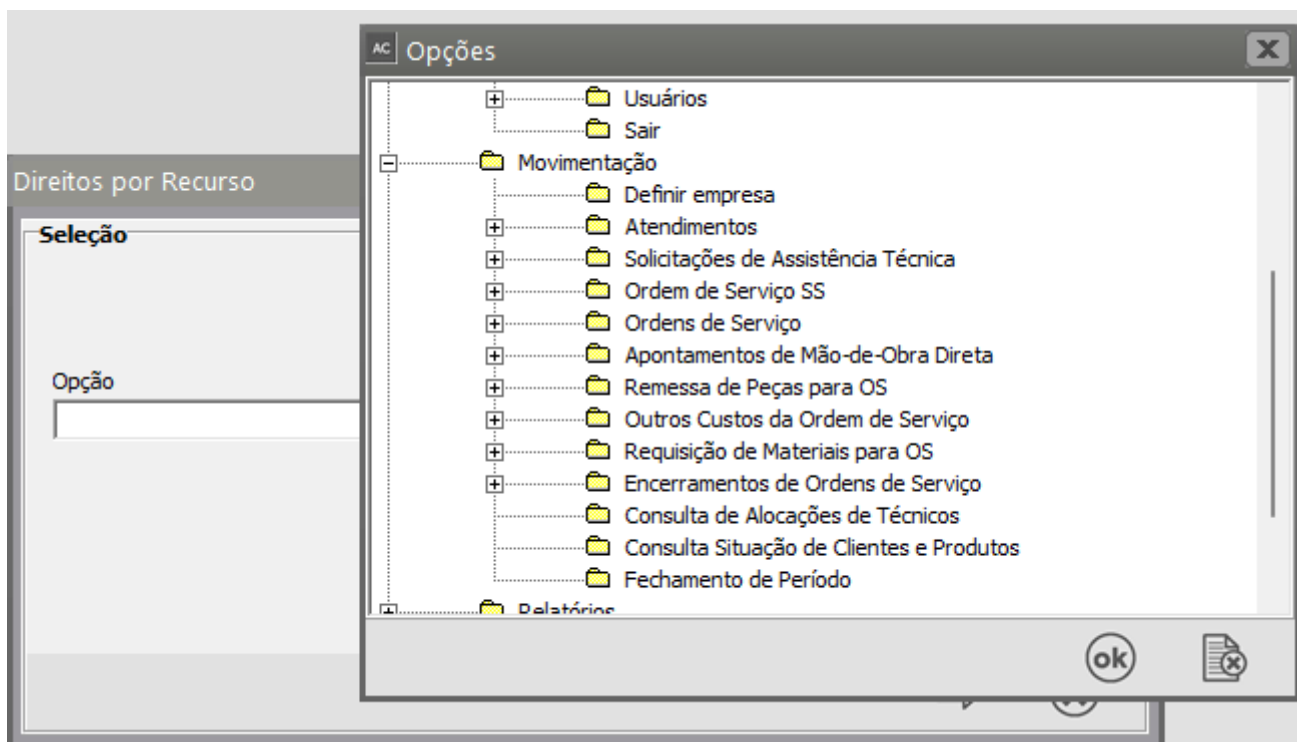 AC Opções
Usuários
Sair
Movimentação
Direitos por Recurso
Definir empresa
Seleção
Atendimentos
Solicitações de Assistência Técnica
Ordem de Serviço SS
Ordens de Serviço
Apontamentos de Mão-de-Obra Direta
Opção
Remessa de Peças para OS
Outros Custos da Ordem de Serviço
Requisição de Materiais para OS
Encerramentos de Ordens de Serviço
Consulta de Alocações de Técnicos
Consulta Situação de Clientes e Produtos
Fechamento de Período
Relatórios
ok